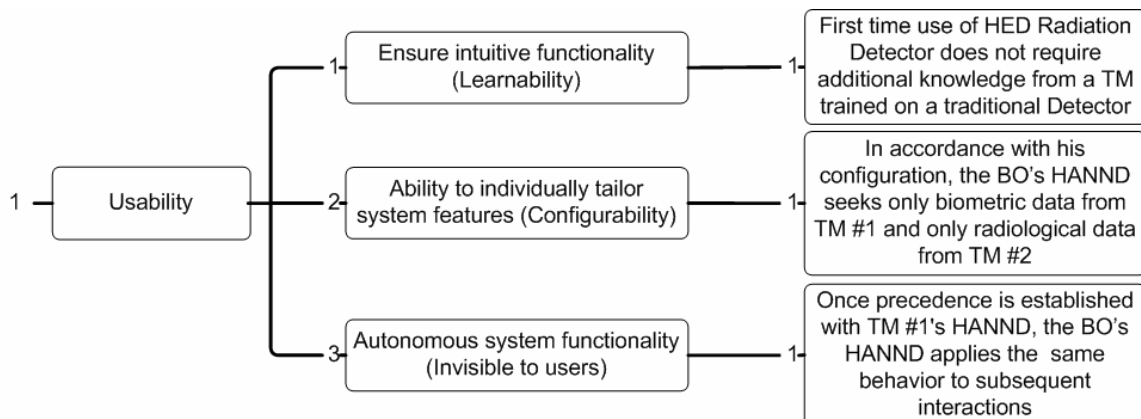 1
Usability
1
Ensure intuitive functionality
(Learnability)
1
First time use of HED Radiation
Detector does not require
additional knowledge from a TM
trained on a traditional Detector
2
Ability to individually tailor
system features (Configurability)
1
In accordance with his
configuration, the BO's HANND
seeks only biometric data from
TM #1 and only radiological data
from TM #2
3
Autonomous system functionality
(Invisible to users)
1
Once precedence is established
with TM #1's HANND, the BO's
HANND applies the same
behavior to subsequent
interactions